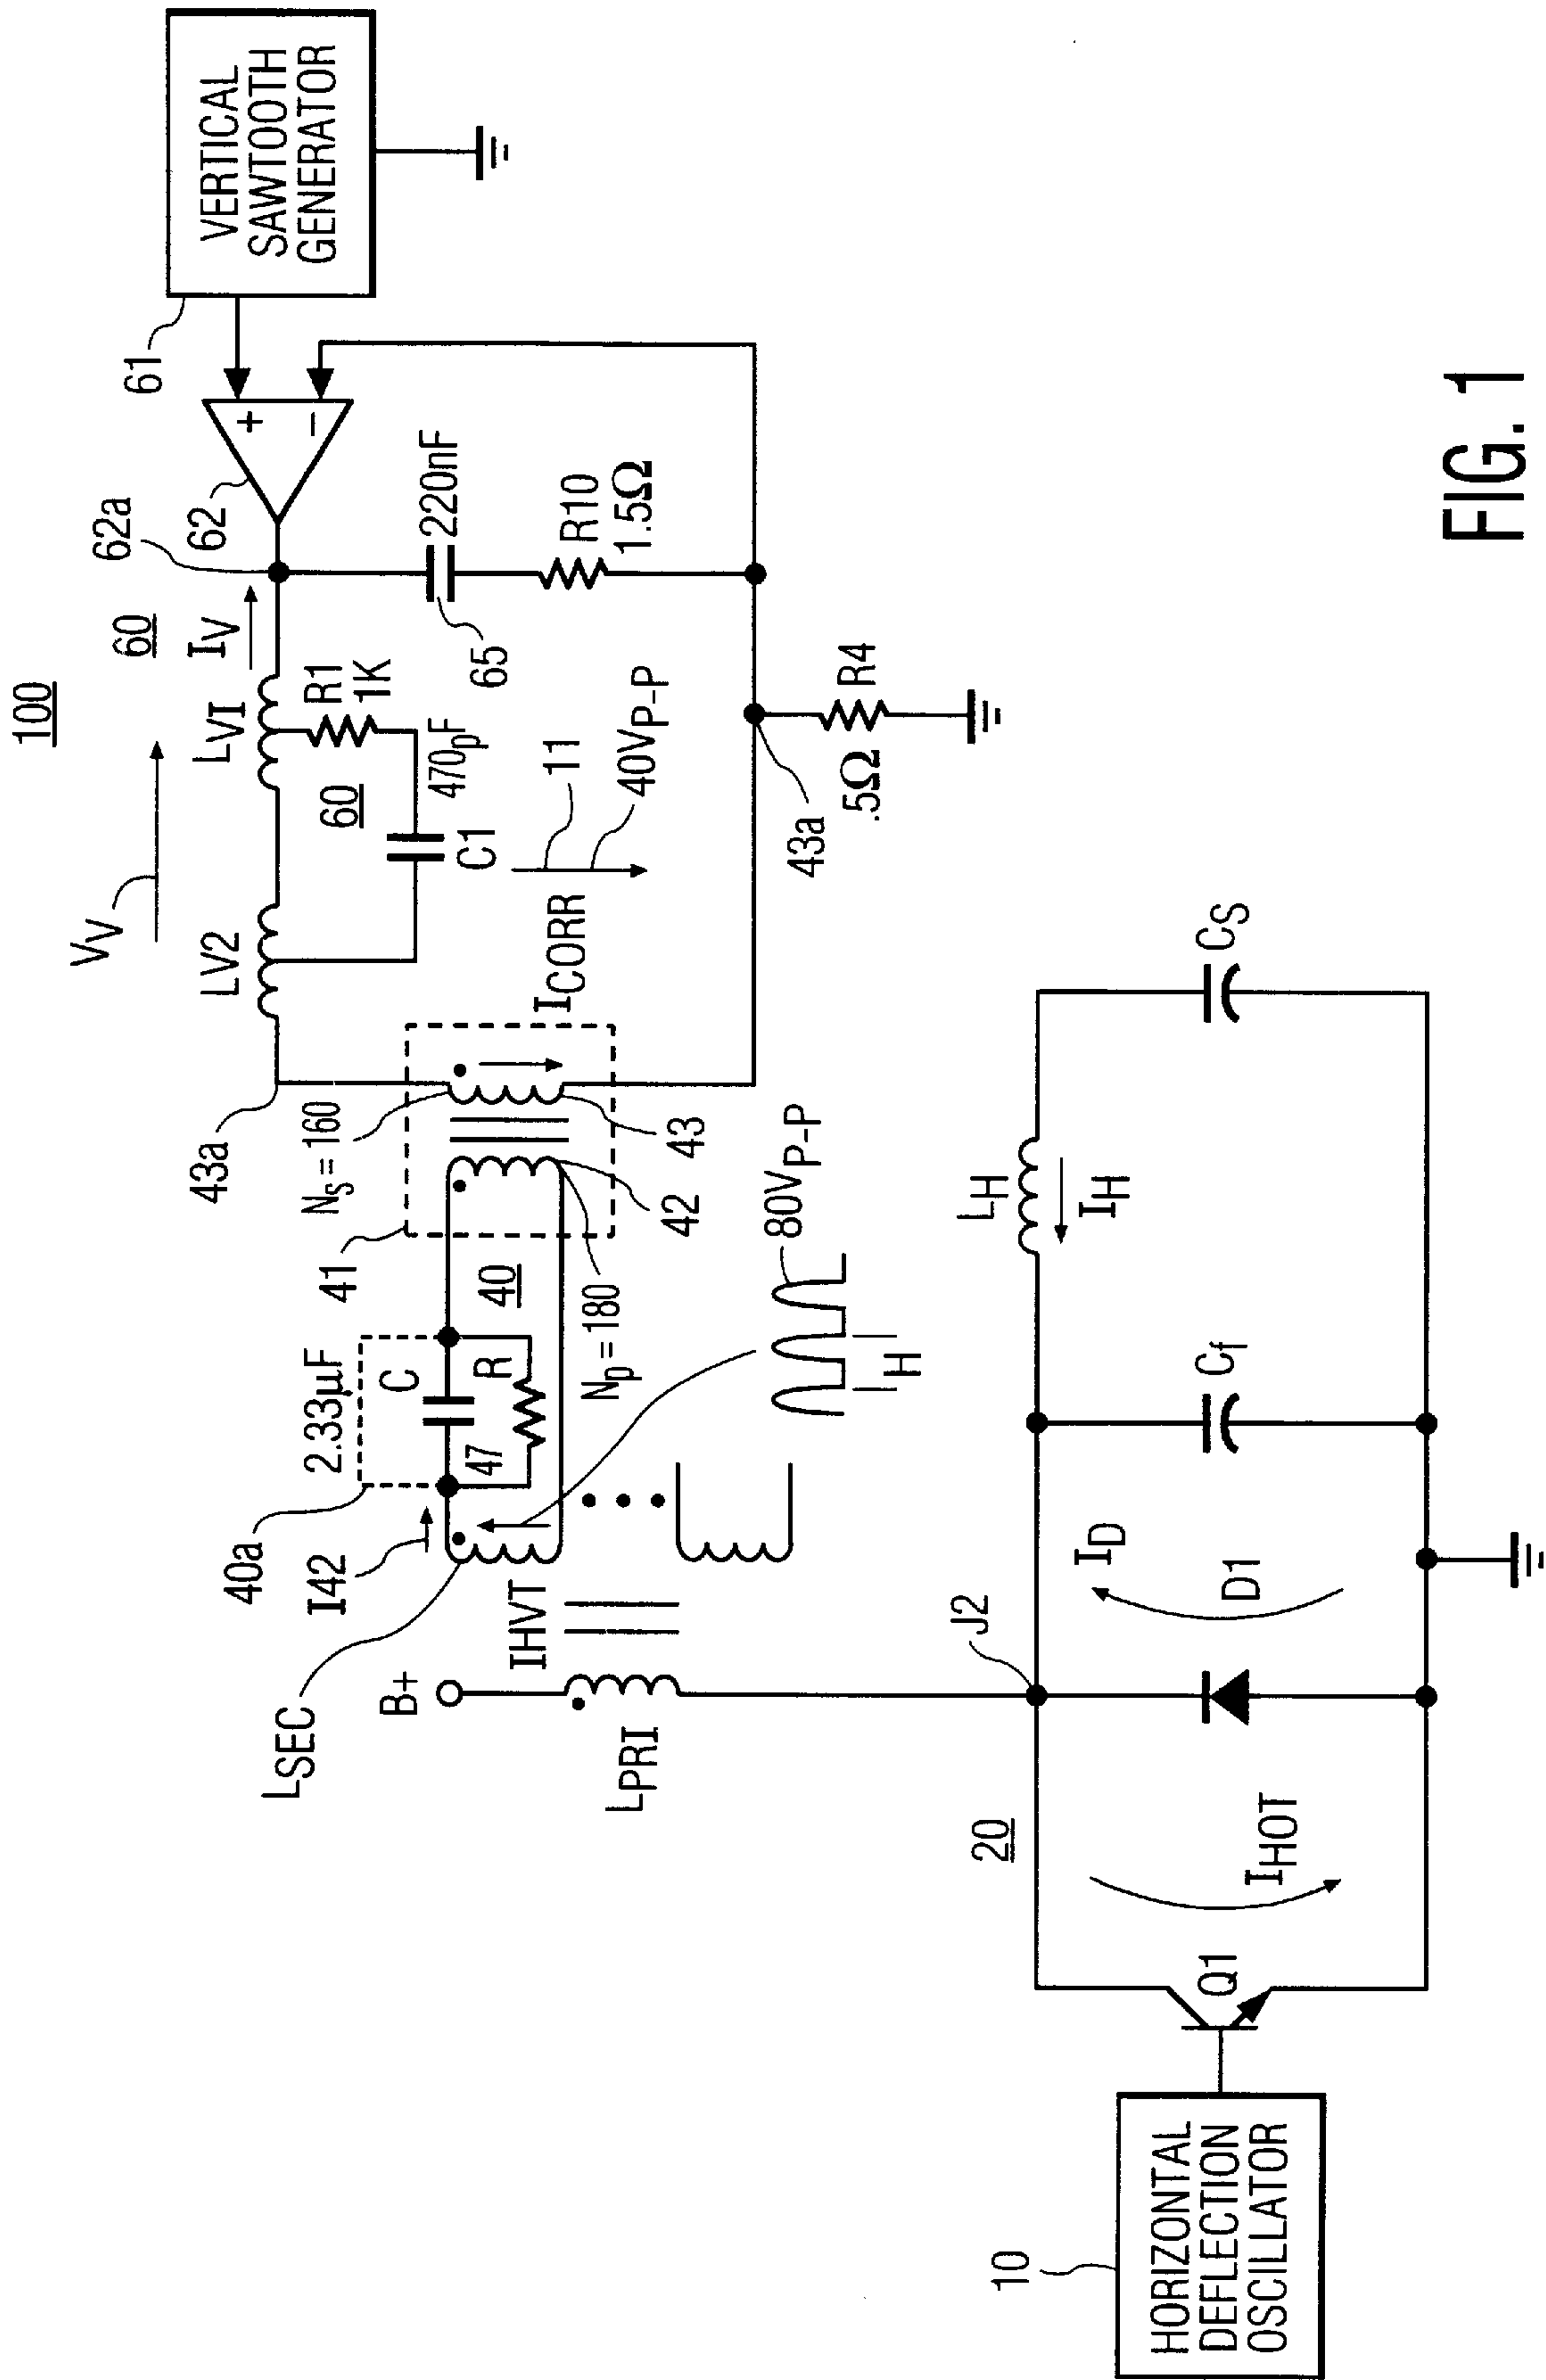 100
VERTICAL
SAWTOOTH
GENERATOR
61
+
−
62
62a
60
IV
VV
LVI
LV2
R1
1K
60
470pF
C1
220nF
65
R10
1.5Ω
ICORR
11
40VP-P
R4
.5Ω
43a
43a
NS=160
43
42
41
40
Np=180
2.33µF
C
R
47
40a
I42
80VP-P
H
IHVT
LSEC
B+
LPRI
J2
20
IHOT
ID
D1
Cf
LH
IH
CS
Q1
10
HORIZONTAL
DEFLECTION
OSCILLATOR
FIG. 1